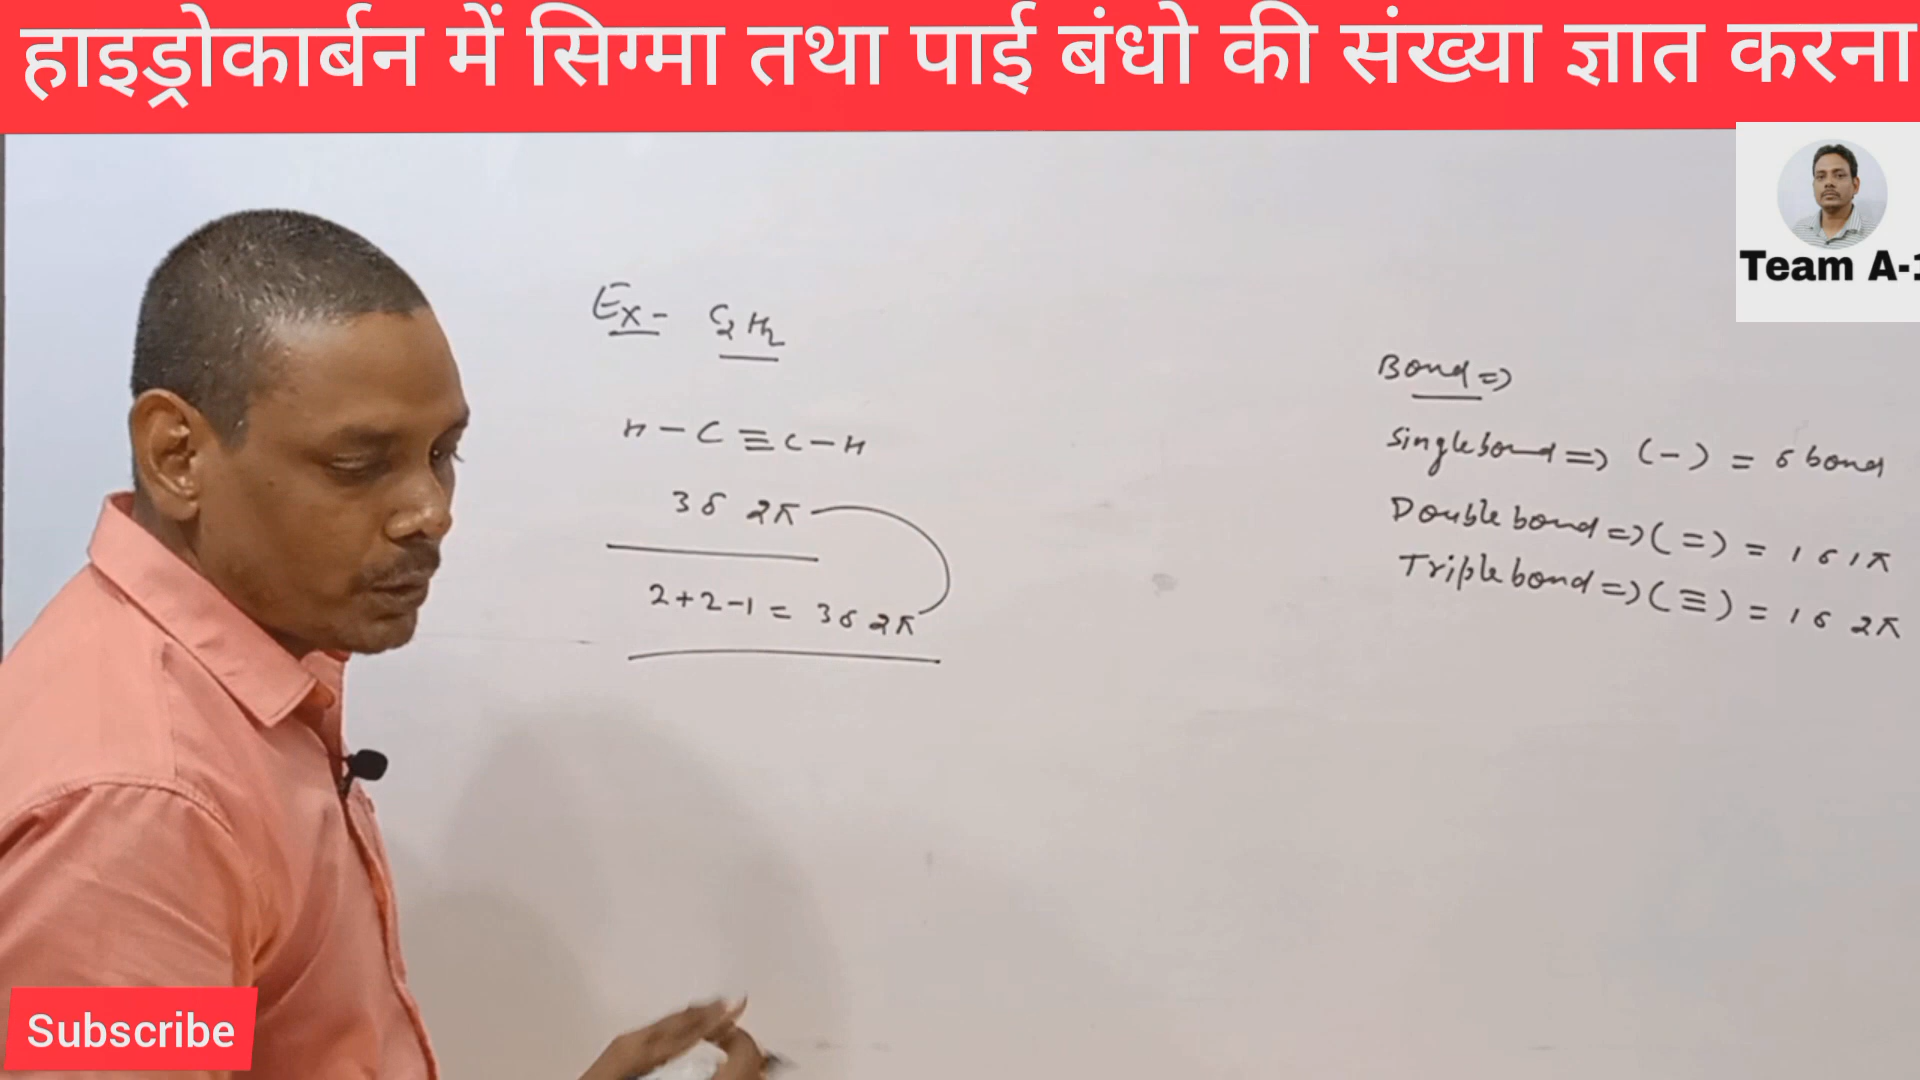 हाइड्रोकार्बन में सिग्मा तथा पाई बंधो की संख्या ज्ञात करना
Team A-1
Ex- C2H2
H-C≡C-H
3σ 2π
2+2-1 = 3σ 2π
Bond⇒
Single bond ⇒ (-) = σ bond
Double bond ⇒ (=) = 1σ 1π
Triple bond ⇒ (≡) = 1σ 2π
Subscribe